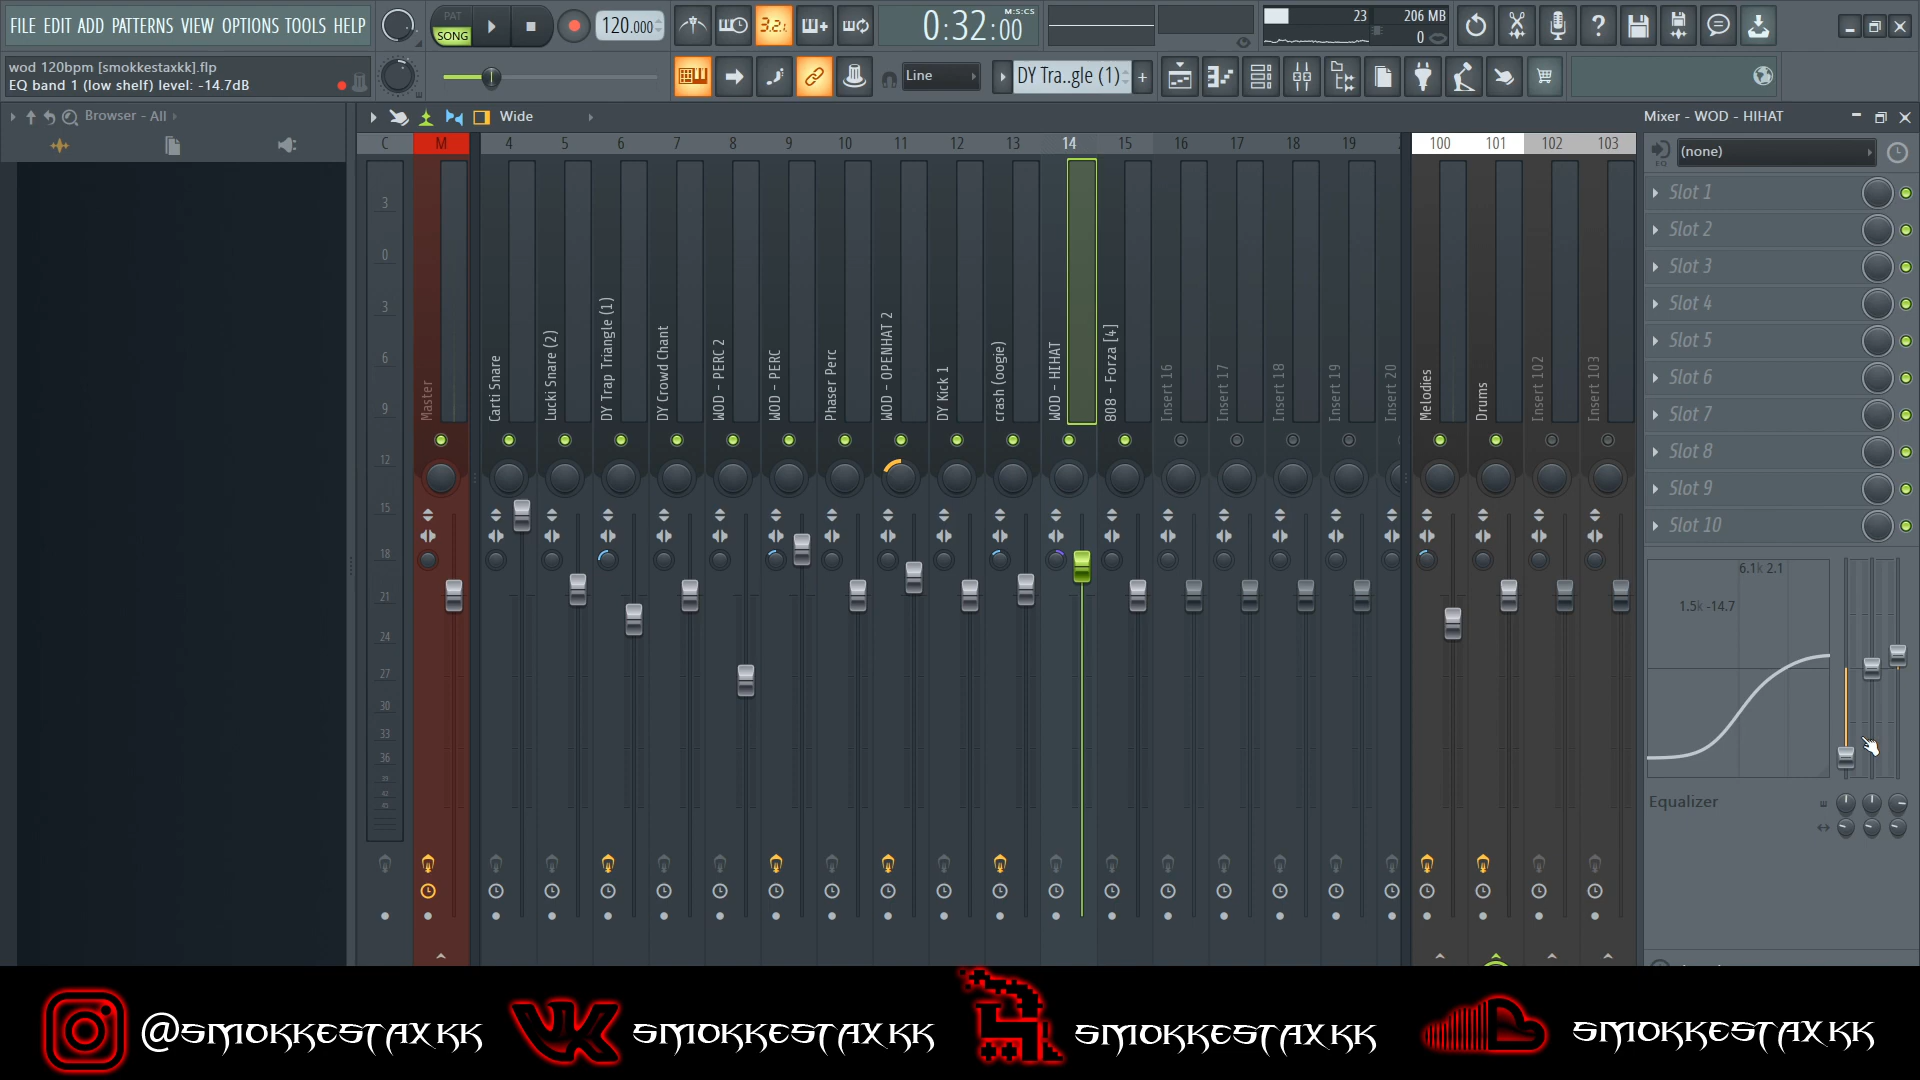 FILE EDIT ADD PATTERNS VIEW OPTIONS TOOLS HELP
PAT
SONG
120.000
3.2.
0:32:00
M:S:CS
23
206 MB
0
wod 120bpm [smokkestaxkk].flp
EQ band 1 (low shelf) level: -14.7dB
Line
DY Tra..gle (1)
Browser - All
Wide
Mixer - WOD - HIHAT
C M 4 5 6 7 8 9 10 11 12 13 14 15 16 17 18 19 100 101 102 103
(none)
EQ
Slot 1
Slot 2
Slot 3
Slot 4
Slot 5
Slot 6
Slot 7
Slot 8
Slot 9
Slot 10
3
0
3
6
9
12
15
18
21
24
27
30
33
36
Master
Carti Snare
Lucki Snare (2)
DY Trap Triangle (1)
DY Crowd Chant
WOD - PERC 2
WOD - PERC
Phaser Perc
WOD - OPENHAT 2
DY Kick 1
crash (oogie)
WOD - HIHAT
808 - Forza [4]
Insert 16
Insert 17
Insert 18
Insert 19
Insert 20
Melodies
Drums
Insert 102
Insert 103
6.1k 2.1
1.5k -14.7
Equalizer
@SMOKKESTAXKK
VK
SMOKKESTAXKK
SMOKKESTAXKK
SMOKKESTAXKK